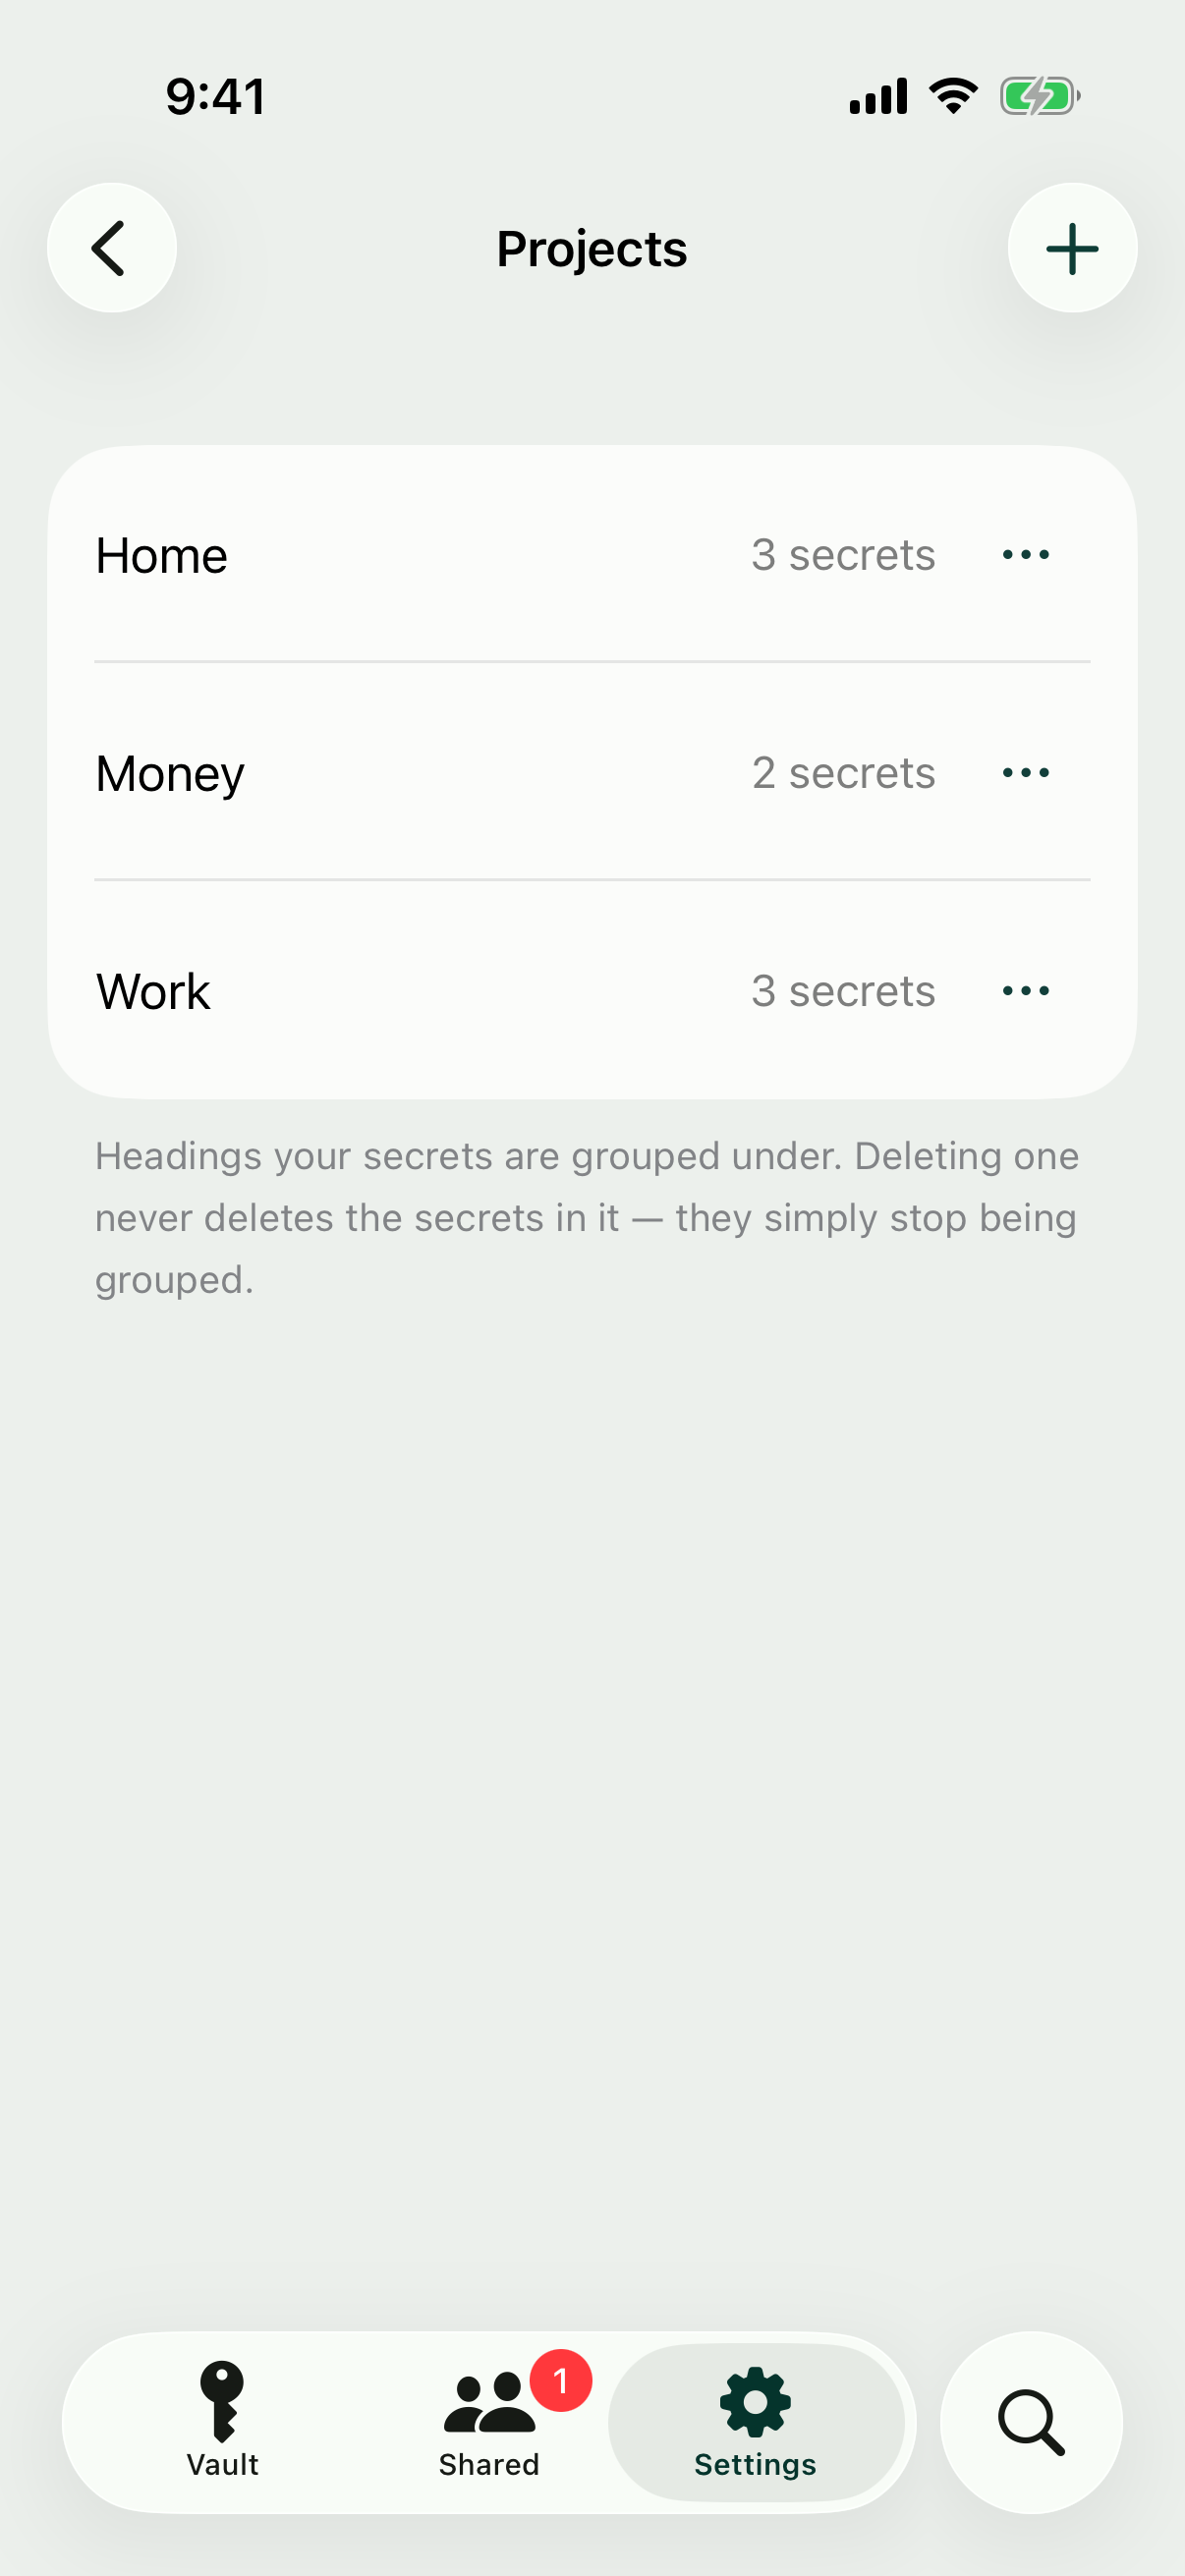 9:41
Projects
Home 3 secrets
Money 2 secrets
Work 3 secrets
Headings your secrets are grouped under. Deleting one
never deletes the secrets in it — they simply stop being
grouped.
1
Vault Shared Settings